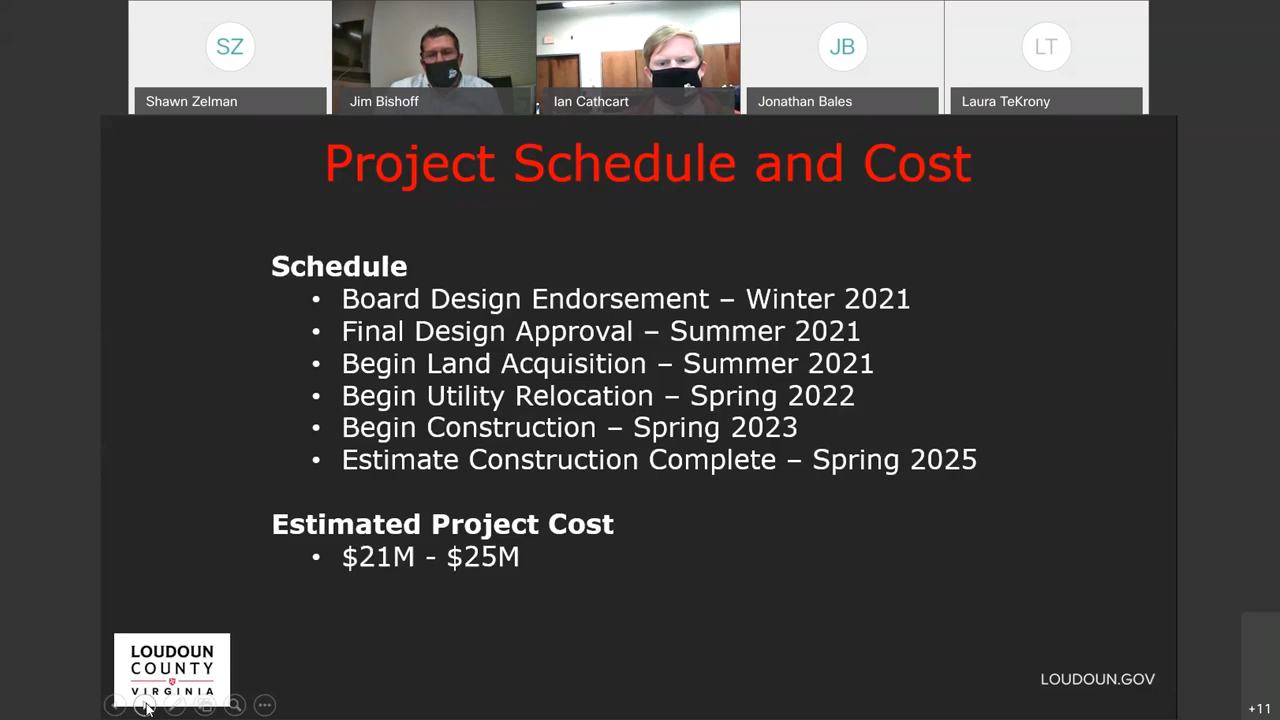 SZ
JB
LT
Shawn Zelman
Jim Bishoff
Ian Cathcart
Jonathan Bales
Laura TeKrony
Project Schedule and Cost
Schedule
• Board Design Endorsement – Winter 2021
• Final Design Approval – Summer 2021
• Begin Land Acquisition – Summer 2021
• Begin Utility Relocation – Spring 2022
• Begin Construction – Spring 2023
• Estimate Construction Complete – Spring 2025
Estimated Project Cost
• $21M - $25M
LOUDOUN
COUNTY
VIRGINIA
LOUDOUN.GOV
+11